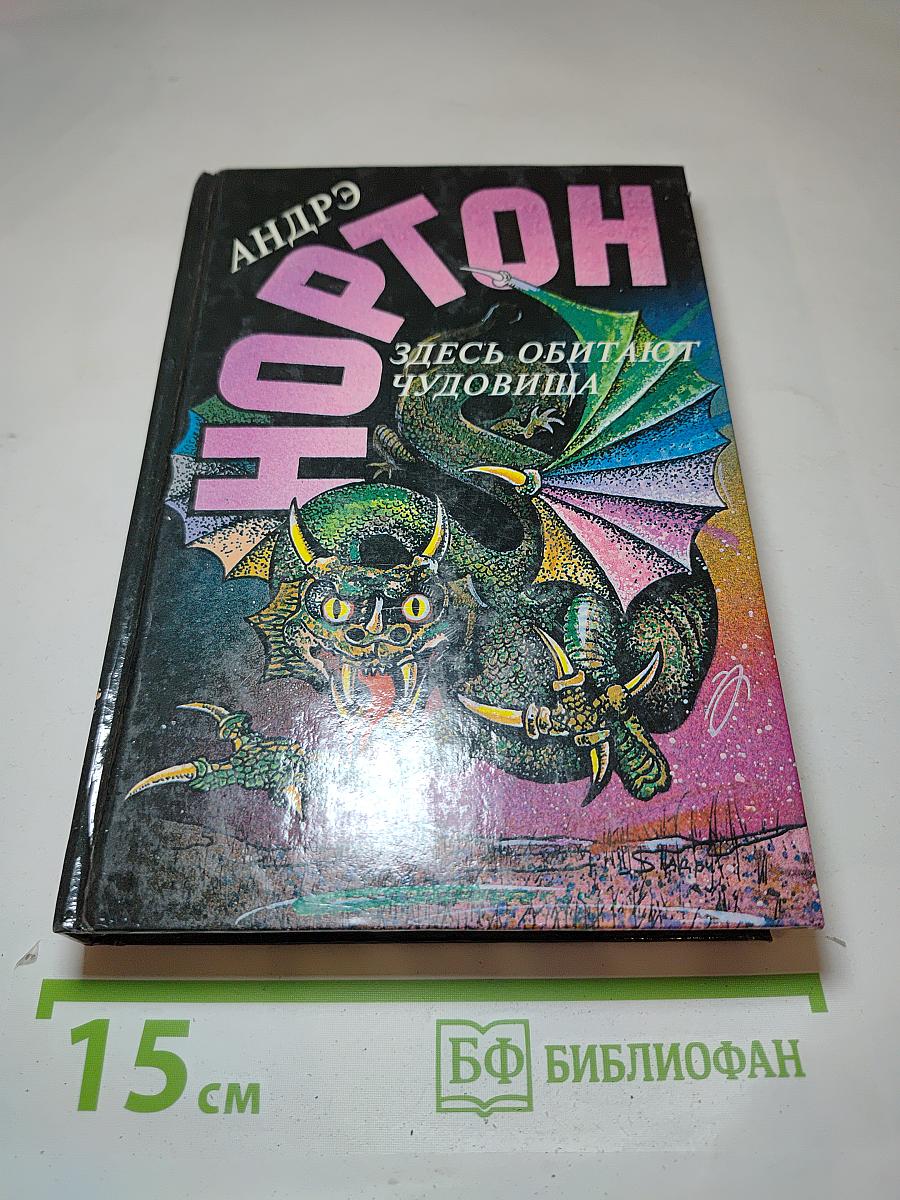 АНДРЭ
НОРТОН
ЗДЕСЬ ОБИТАЮТ
ЧУДОВИЩА
15 см
БФ БИБЛИОФАН